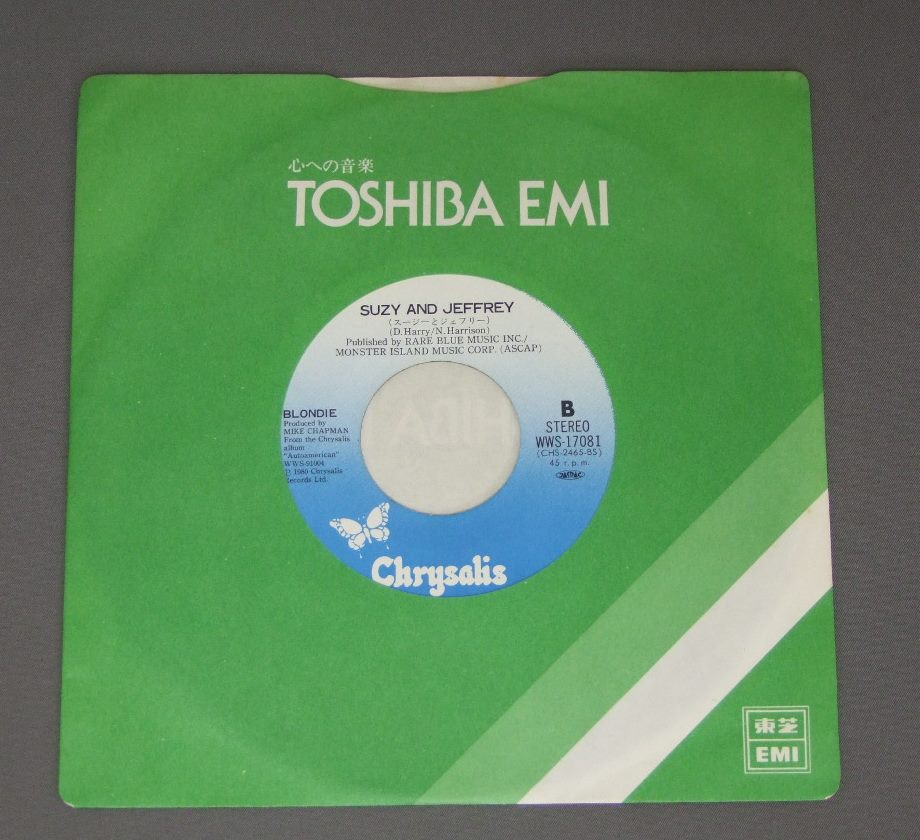 心への音楽
TOSHIBA EMI
SUZY AND JEFFREY
(スージーとジェフリー)
(D. Harry/N. Harrison)
Published by RARE BLUE MUSIC INC./
MONSTER ISLAND MUSIC CORP. (ASCAP)
BLONDIE
Produced by
MIKE CHAPMAN
From the Chrysalis
album
"Autoamerican"
WWS-91004
℗ 1980 Chrysalis
Records Ltd.
B
STEREO
WWS-17081
(CHS-2465-BS)
45 r.p.m.
JASRAC
Chrysalis
東芝
EMI